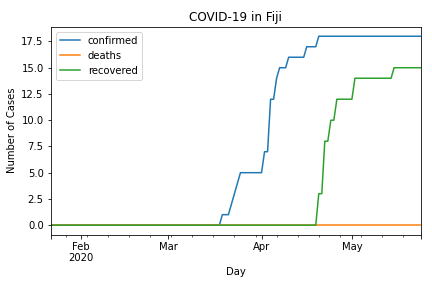 COVID-19 in Fiji
confirmed
deaths
recovered
Number of Cases
17.5
15.0
12.5
10.0
7.5
5.0
2.5
0.0
Feb
2020
Mar
Apr
May
Day